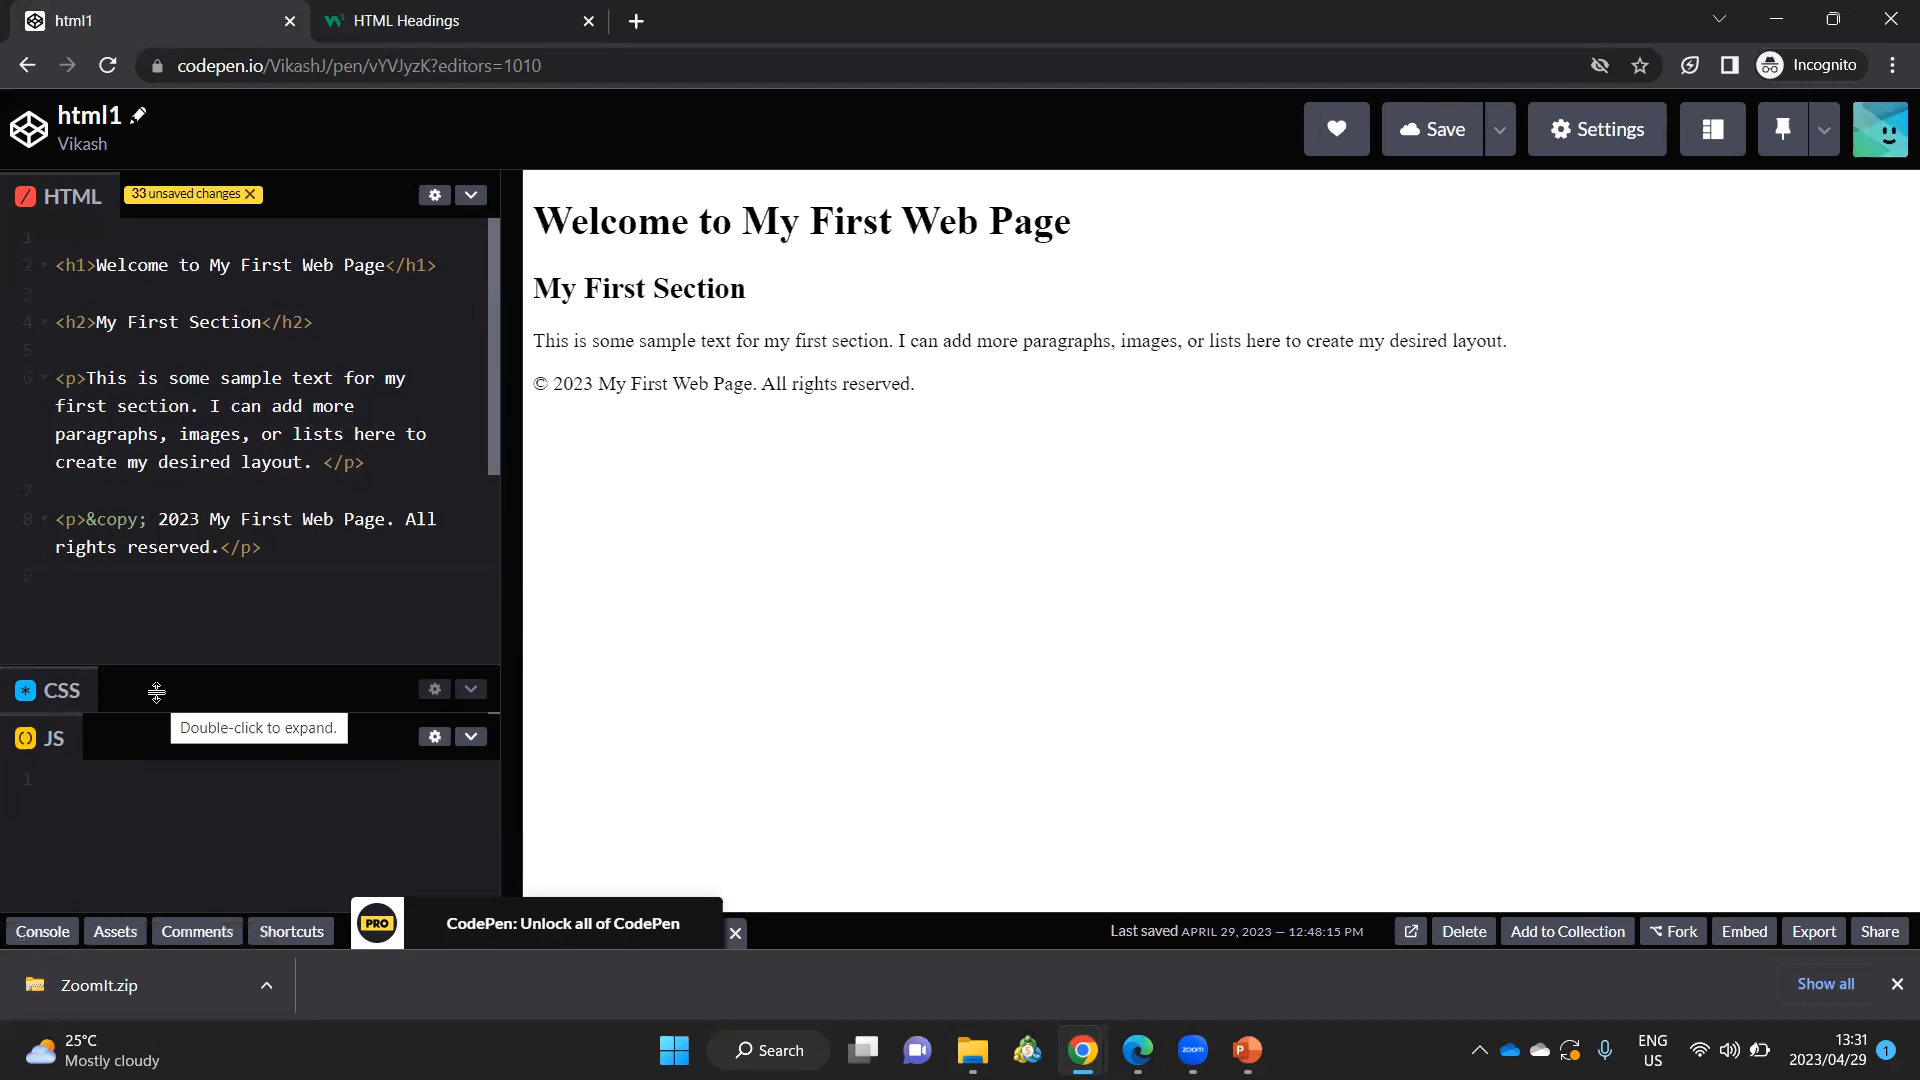 html1
HTML Headings
codepen.io/VikashJ/pen/vYVJyzK?editors=1010
Incognito
html1
Vikash
Save
Settings
HTML
33 unsaved changes
1
2 <h1>Welcome to My First Web Page</h1>
3
4 <h2>My First Section</h2>
5
6 <p>This is some sample text for my
first section. I can add more
paragraphs, images, or lists here to
create my desired layout. </p>
7
8 <p>&copy; 2023 My First Web Page. All
rights reserved.</p>
9
CSS
Double-click to expand.
JS
1
Welcome to My First Web Page
My First Section
This is some sample text for my first section. I can add more paragraphs, images, or lists here to create my desired layout.
© 2023 My First Web Page. All rights reserved.
Console
Assets
Comments
Shortcuts
PRO
CodePen: Unlock all of CodePen
Last saved APRIL 29, 2023 — 12:48:15 PM
Delete
Add to Collection
Fork
Embed
Export
Share
ZoomIt.zip
Show all
25°C
Mostly cloudy
Search
zoom
P
ENG
US
13:31
2023/04/29
1